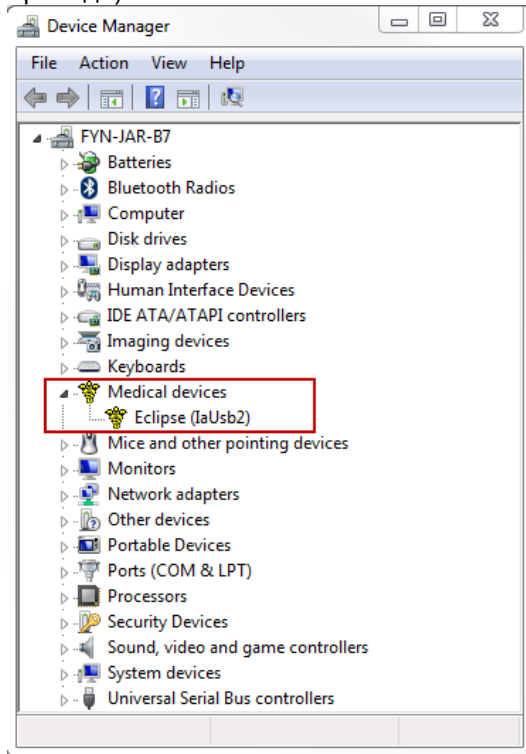 Device Manager
File Action View Help
FYN-JAR-B7
Batteries
Bluetooth Radios
Computer
Disk drives
Display adapters
Human Interface Devices
IDE ATA/ATAPI controllers
Imaging devices
Keyboards
Medical devices
Eclipse (IaUsb2)
Mice and other pointing devices
Monitors
Network adapters
Other devices
Portable Devices
Ports (COM & LPT)
Processors
Security Devices
Sound, video and game controllers
System devices
Universal Serial Bus controllers